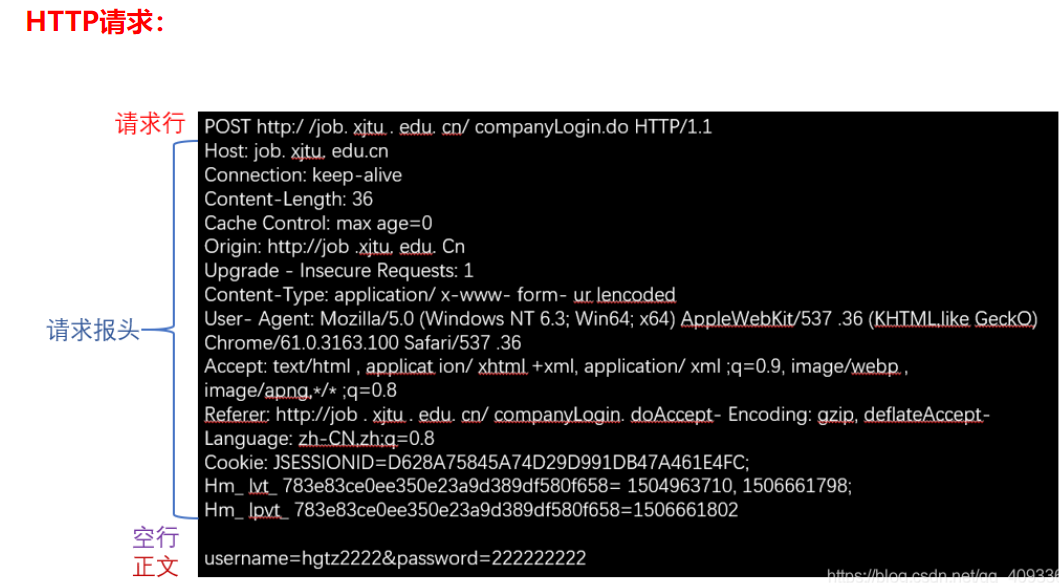 HTTP请求：
请求行
POST http:/ /job. xjtu . edu. cn/ companyLogin.do HTTP/1.1
Host: job. xjtu. edu.cn
Connection: keep-alive
Content-Length: 36
Cache Control: max age=0
Origin: http://job .xjtu. edu. Cn
Upgrade - Insecure Requests: 1
Content-Type: application/ x-www- form- ur lencoded
请求报头
User- Agent: Mozilla/5.0 (Windows NT 6.3; Win64; x64) AppleWebKit/537 .36 (KHTML,like GeckO)
Chrome/61.0.3163.100 Safari/537 .36
Accept: text/html , applicat ion/ xhtml +xml, application/ xml ;q=0.9, image/webp ,
image/apng,*/* ;q=0.8
Referer: http://job . xjtu . edu. cn/ companyLogin. doAccept- Encoding: gzip, deflateAccept-
Language: zh-CN,zh;q=0.8
Cookie: JSESSIONID=D628A75845A74D29D991DB47A461E4FC;
Hm_ lvt_ 783e83ce0ee350e23a9d389df580f658= 1504963710, 1506661798;
Hm_ lpvt_ 783e83ce0ee350e23a9d389df580f658=1506661802
空行
正文
username=hgtz2222&password=222222222
https://blog.csdn.net/qq_409336